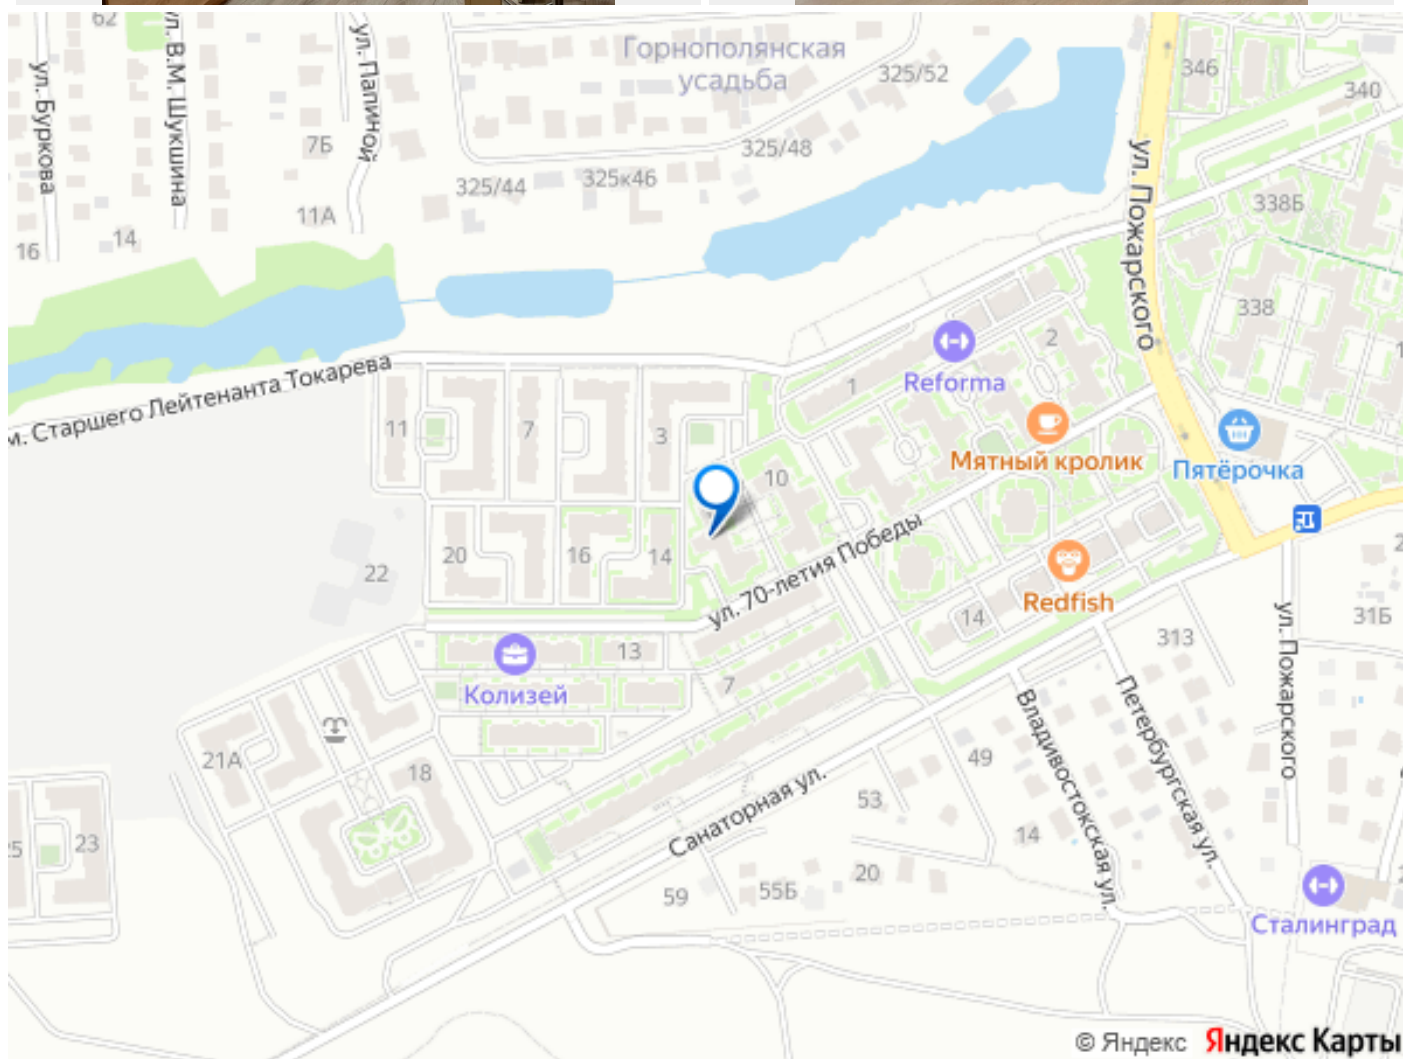 62
ул. В.М. Шукшина
ул. Папиной
ул. Буркова
Горнополянская
усадьба
325/52
346
340
7Б
325/48
ул. Пожарского
325/44
325к46
338Б
11А
14
16
338
2
Reforma
1
м. Старшего Лейтенанта Токарева
11
7
3
Мятный кролик
Пятёрочка
10
20
16
14
22
ул. 70-летия Победы
Redfish
14
313
31Б
ул. Пожарского
13
Колизей
7
Владивостокская ул.
Петербургская ул.
21А
18
49
Санаторная ул.
53
14
23
25
20
59
55Б
Сталинград
© Яндекс Яндекс Карты